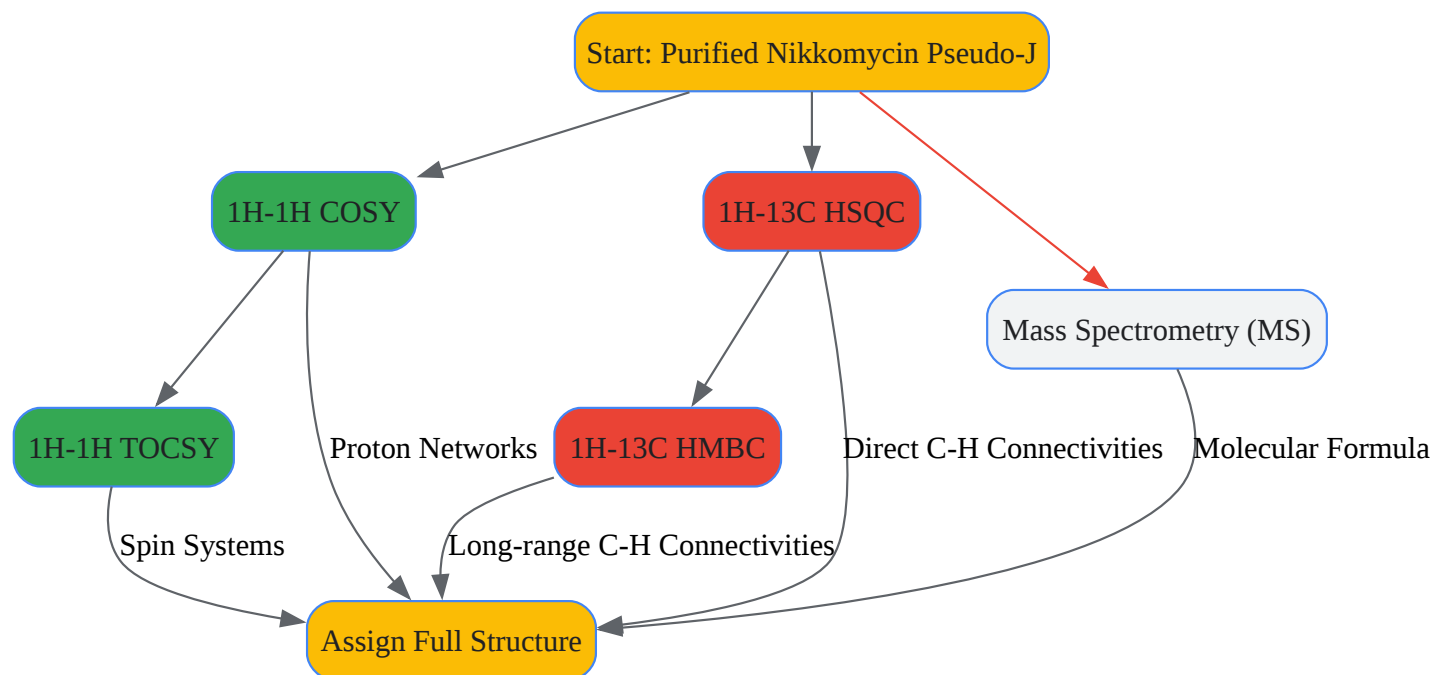 Start: Purified Nikkomycin Pseudo-J
1H-1H COSY
1H-13C HSQC
Mass Spectrometry (MS)
1H-1H TOCSY
Proton Networks
1H-13C HMBC
Direct C-H Connectivities
Molecular Formula
Spin Systems
Long-range C-H Connectivities
Assign Full Structure